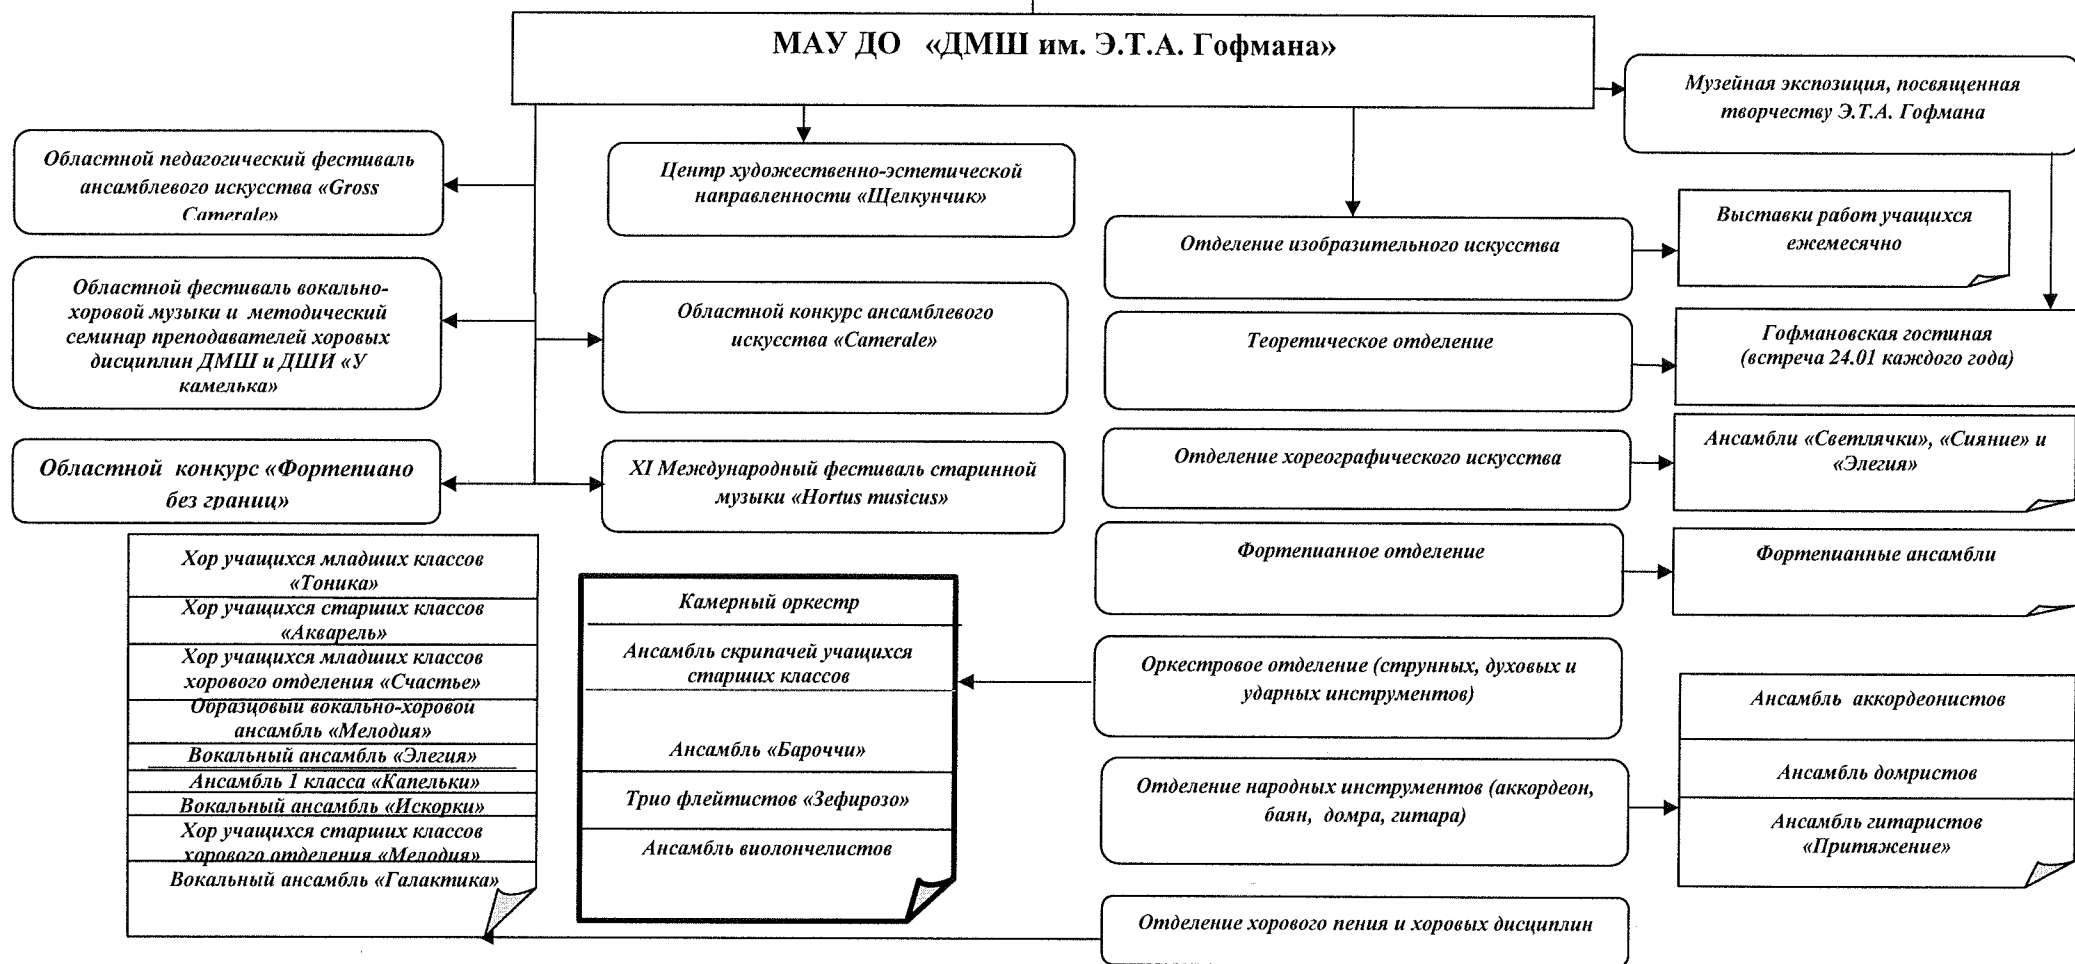 МАУ ДО «ДМШ им. Э.Т.А. Гофмана»
Музейная экспозиция, посвященная
творчеству Э.Т.А. Гофмана
Областной педагогический фестиваль
ансамблевого искусства «Gross
Camerale»
Центр художественно-эстетической
направленности «Щелкунчик»
Выставки работ учащихся
ежемесячно
Отделение изобразительного искусства
Областной фестиваль вокально-
хоровой музыки и методический
семинар преподавателей хоровых
дисциплин ДМШ и ДШИ «У
камелька»
Областной конкурс ансамблевого
искусства «Camerale»
Теоретическое отделение
Гофмановская гостиная
(встреча 24.01 каждого года)
Областной конкурс «Фортепиано
без границ»
XI Международный фестиваль старинной
музыки «Hortus musicus»
Отделение хореографического искусства
Ансамбли «Светлячки», «Сияние» и
«Элегия»
Фортепианное отделение
Фортепианные ансамбли
Хор учащихся младших классов
«Тоника»
Хор учащихся старших классов
«Акварель»
Хор учащихся младших классов
хорового отделения «Счастье»
Образцовый вокально-хоровой
ансамбль «Мелодия»
Вокальный ансамбль «Элегия»
Ансамбль 1 класса «Капельки»
Вокальный ансамбль «Искорки»
Хор учащихся старших классов
хорового отделения «Мелодия»
Вокальный ансамбль «Галактика»
Камерный оркестр
Ансамбль скрипачей учащихся
старших классов
Ансамбль «Бароччи»
Трио флейтистов «Зефирозо»
Ансамбль виолончелистов
Оркестровое отделение (струнных, духовых и
ударных инструментов)
Отделение народных инструментов (аккордеон,
баян, домра, гитара)
Ансамбль аккордеонистов
Ансамбль домристов
Ансамбль гитаристов
«Притяжение»
Отделение хорового пения и хоровых дисциплин